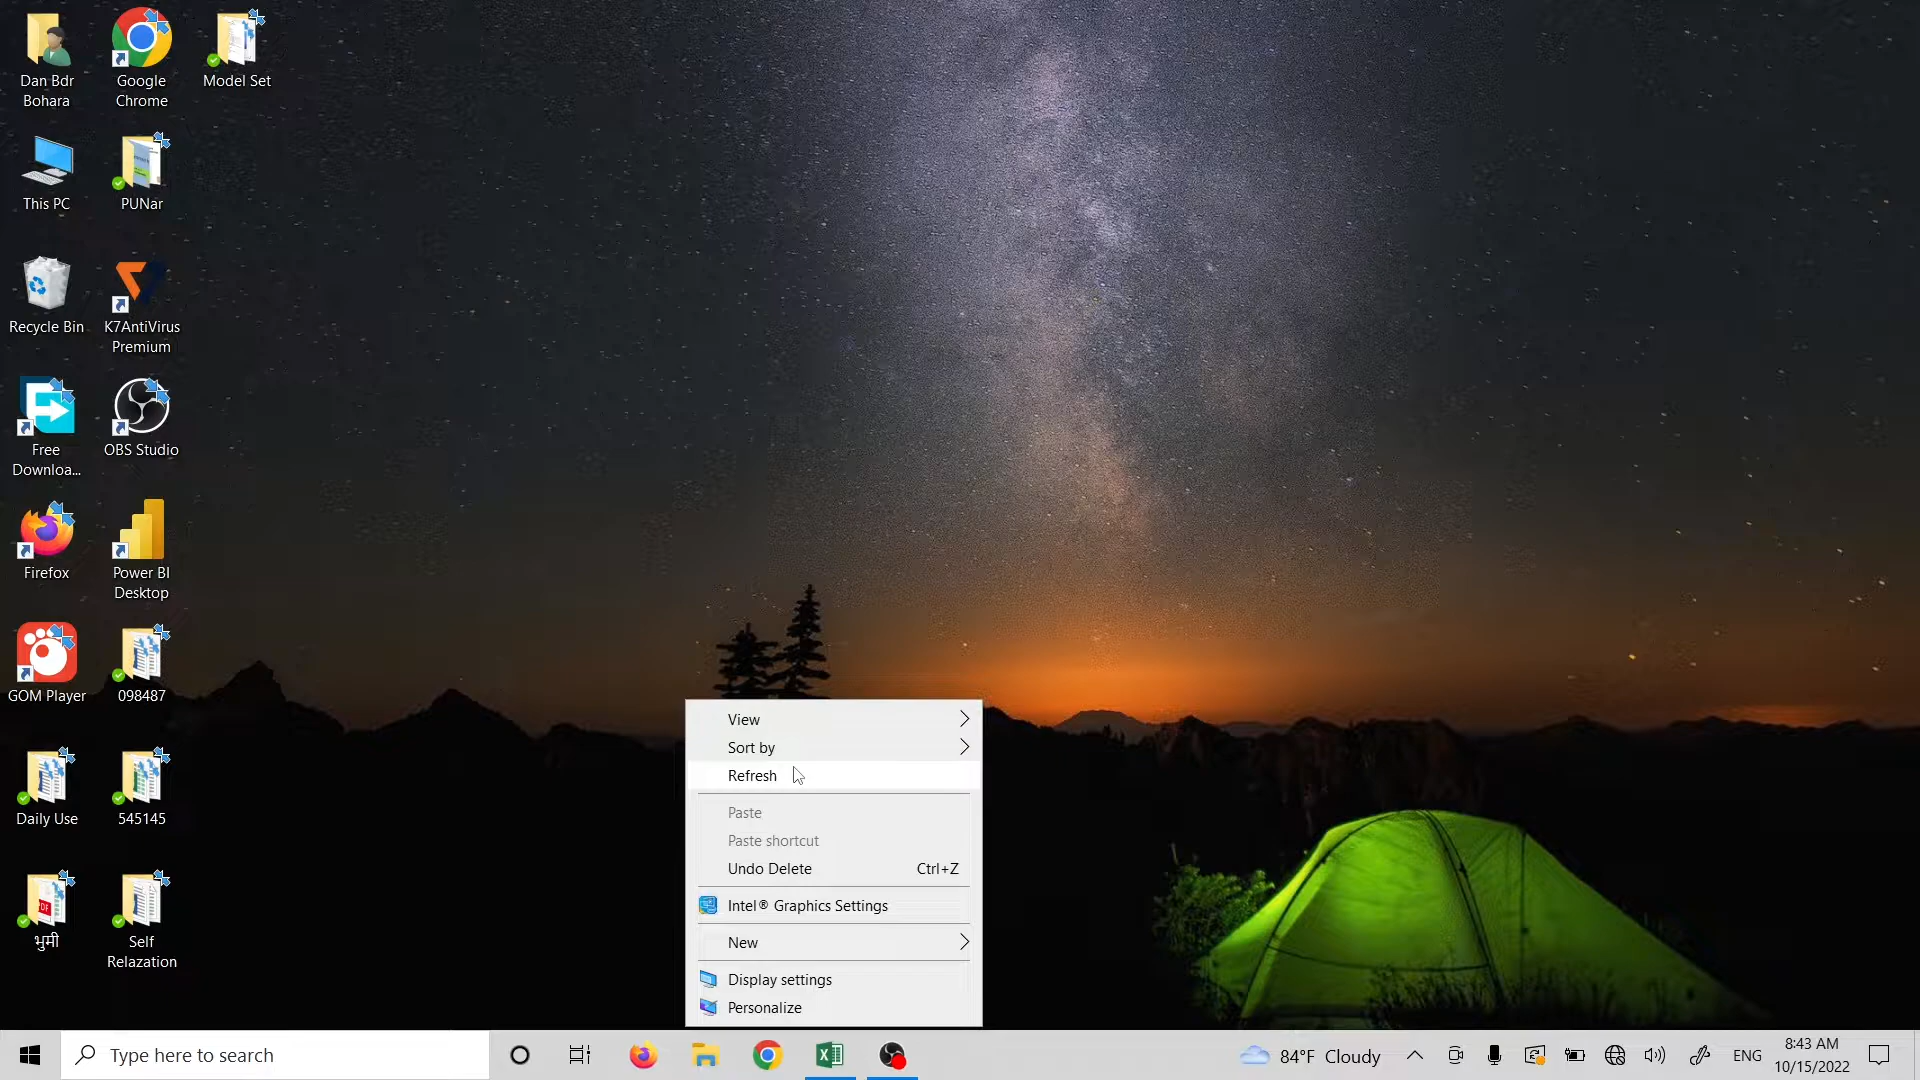 Dan Bdr
Bohara
Google
Chrome
Model Set
This PC
PUNar
Recycle Bin
K7AntiVirus
Premium
Free
Downloa...
OBS Studio
Firefox
Power BI
Desktop
GOM Player
098487
Daily Use
545145
भुमी
Self
Relazation
View
Sort by
Refresh
Paste
Paste shortcut
Undo Delete Ctrl+Z
Intel® Graphics Settings
New
Display settings
Personalize
Type here to search
84°F Cloudy
ENG
8:43 AM
10/15/2022